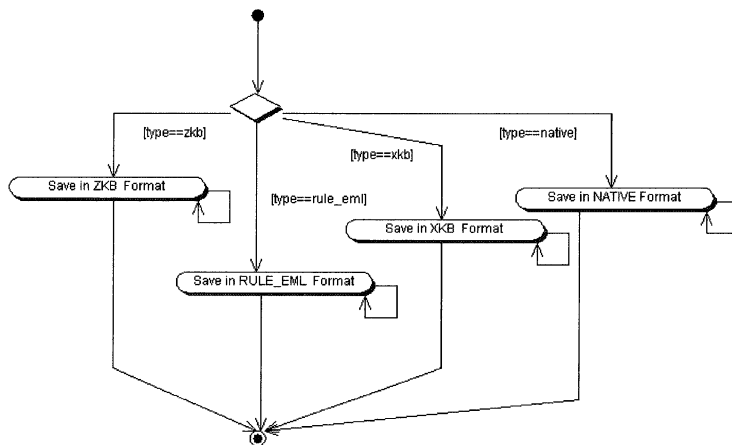 [type==zkb]
[type==native]
[type==xkb]
Save in ZKB Format
Save in NATIVE Format
[type==rule_eml]
Save in XKB Format
Save in RULE_EML Format